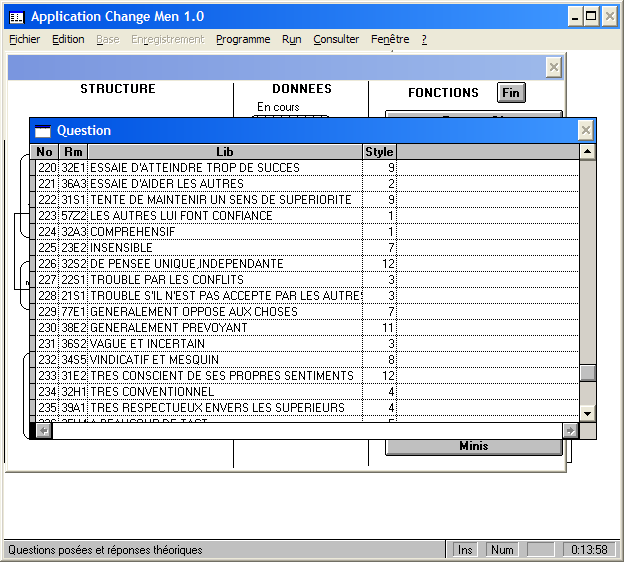 Application Change Men 1.0
Fichier Edition Base Enregistrement Programme Run Consulter Fenêtre ?
STRUCTURE DONNEES FONCTIONS Fin
En cours
Question
No Rm Lib Style
220 32E1 ESSAIE D'ATTEINDRE TROP DE SUCCES 9
221 36A3 ESSAIE D'AIDER LES AUTRES 2
222 31S1 TENTE DE MAINTENIR UN SENS DE SUPERIORITE 9
223 57Z2 LES AUTRES LUI FONT CONFIANCE 1
224 32A3 COMPREHENSIF 1
225 23E2 INSENSIBLE 7
226 32S2 DE PENSEE UNIQUE,INDEPENDANTE 12
227 22S1 TROUBLE PAR LES CONFLITS 3
228 21S1 TROUBLE S'IL N'EST PAS ACCEPTE PAR LES AUTRES 3
229 77E1 GENERALEMENT OPPOSE AUX CHOSES 7
230 38E2 GENERALEMENT PREVOYANT 11
231 36S2 VAGUE ET INCERTAIN 3
232 34S5 VINDICATIF ET MESQUIN 8
233 31E2 TRES CONSCIENT DE SES PROPRES SENTIMENTS 12
234 32H1 TRES CONVENTIONNEL 4
235 39A1 TRES RESPECTUEUX ENVERS LES SUPERIEURS 4
Minis
Questions posées et réponses théoriques Ins Num 0:13:58